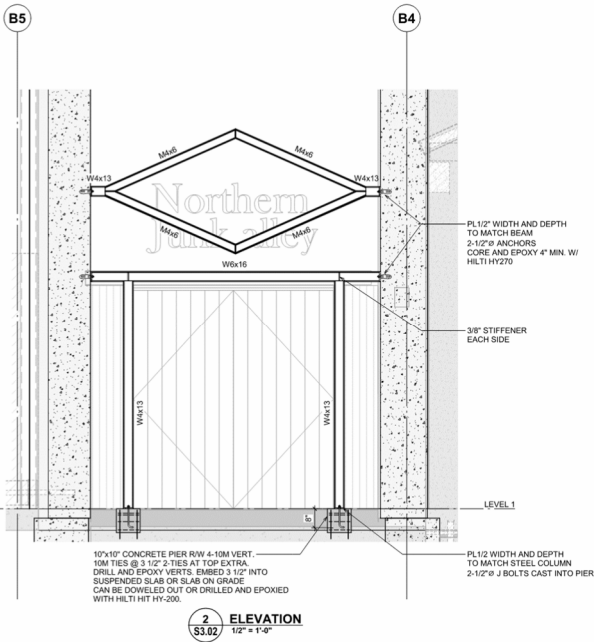 B5
B4
M4x6
M4x6
W4x13
W4x13
Northern
Junk alley
M4x6
M4x6
W6x16
PL1/2" WIDTH AND DEPTH
TO MATCH BEAM
2-1/2"Ø ANCHORS
CORE AND EPOXY 4" MIN. W/
HILTI HY270
3/8" STIFFENER
EACH SIDE
W4x13
W4x13
LEVEL 1
8"
10"x10" CONCRETE PIER R/W 4-10M VERT.
10M TIES @ 3 1/2" 2-TIES AT TOP EXTRA.
DRILL AND EPOXY VERTS. EMBED 3 1/2" INTO
SUSPENDED SLAB OR SLAB ON GRADE
CAN BE DOWELED OUT OR DRILLED AND EPOXIED
WITH HILTI HIT HY-200.
PL1/2 WIDTH AND DEPTH
TO MATCH STEEL COLUMN
2-1/2"Ø J BOLTS CAST INTO PIER
2
S3.02
ELEVATION
1/2" = 1'-0"